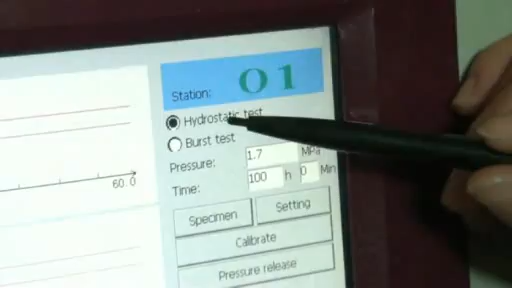 Station: 01
Hydrostatic test
Burst test
Pressure: 1.7 MPa
Time: 100 h 0 Min
60.0
Specimen Setting
Calibrate
Pressure release